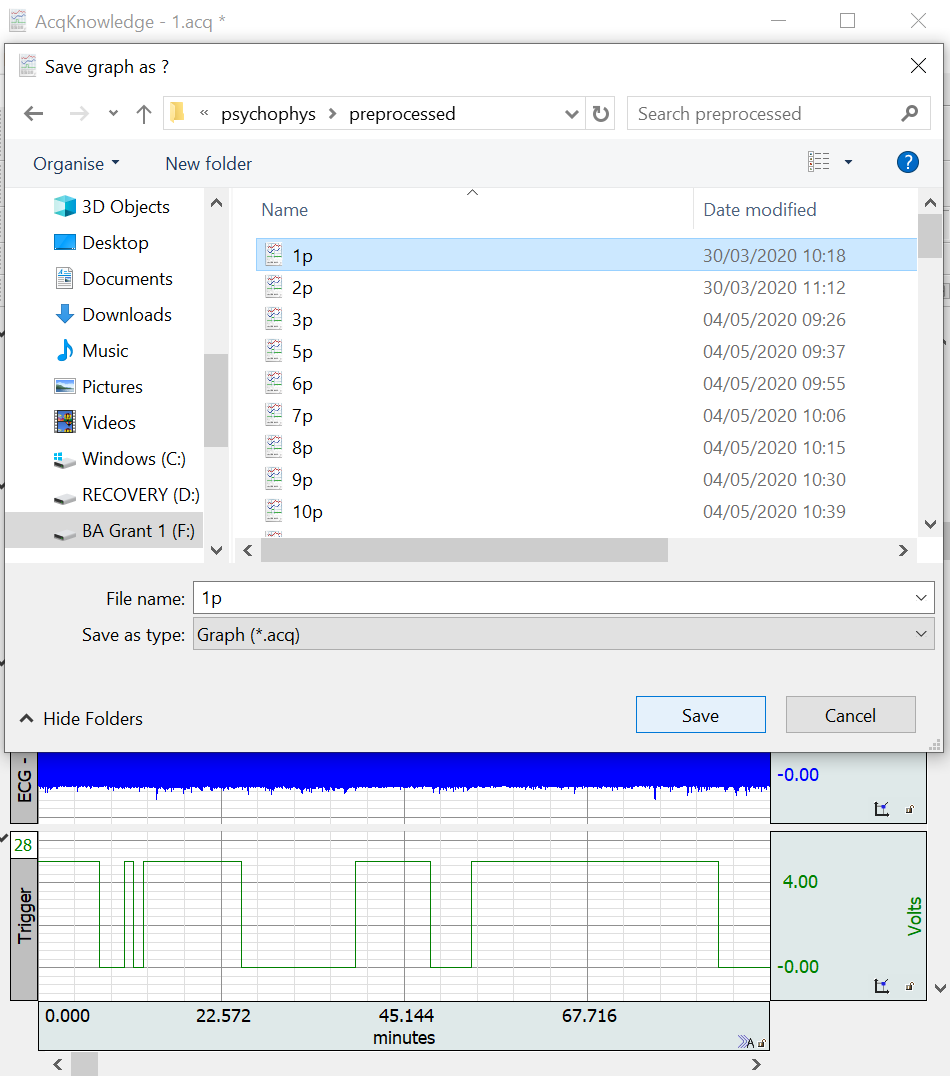 AcqKnowledge - 1.acq *
Save graph as ?
« psychophys > preprocessed
Search preprocessed
Organise
New folder
?
3D Objects
Desktop
Documents
Downloads
Music
Pictures
Videos
Windows (C:)
RECOVERY (D:)
BA Grant 1 (F:)
Name Date modified
1p 30/03/2020 10:18
2p 30/03/2020 11:12
3p 04/05/2020 09:26
5p 04/05/2020 09:37
6p 04/05/2020 09:55
7p 04/05/2020 10:06
8p 04/05/2020 10:15
9p 04/05/2020 10:30
10p 04/05/2020 10:39
File name: 1p
Save as type: Graph (*.acq)
Hide Folders
Save
Cancel
ECG -
-0.00
28
Trigger
4.00
Volts
-0.00
0.000 22.572 45.144 67.716
minutes
A